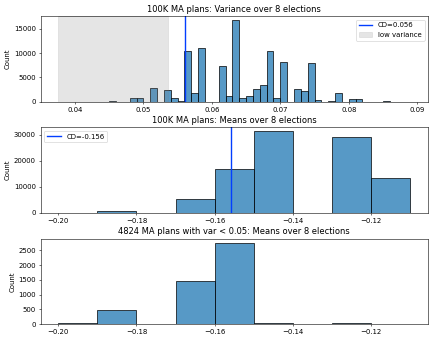 100K MA plans: Variance over 8 elections
Count
15000
10000
5000
0
CD=0.056
low variance
0.04 0.05 0.06 0.07 0.08 0.09
100K MA plans: Means over 8 elections
Count
30000
20000
10000
0
CD=-0.156
−0.20 −0.18 −0.16 −0.14 −0.12
4824 MA plans with var < 0.05: Means over 8 elections
Count
2500
2000
1500
1000
500
0
−0.20 −0.18 −0.16 −0.14 −0.12